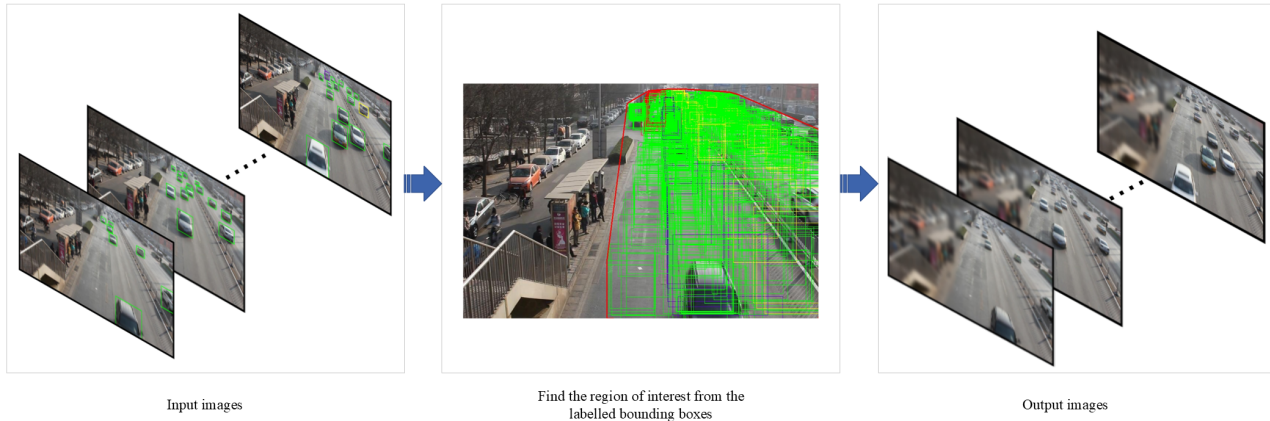 Input images
Find the region of interest from the
labelled bounding boxes
Output images